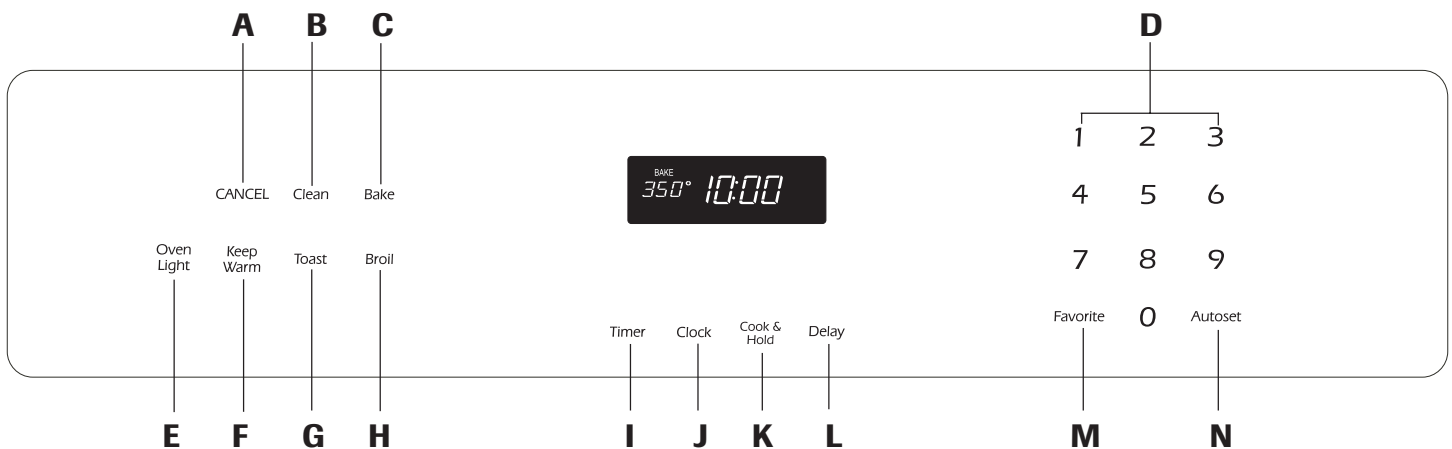 A B C D
1 2 3
BAKE
350° 10:00
CANCEL Clean Bake
4 5 6
Oven Light
Keep Warm
Toast Broil
7 8 9
Timer Clock
Cook & Hold
Delay
Favorite 0 Autoset
E F G H I J K L M N